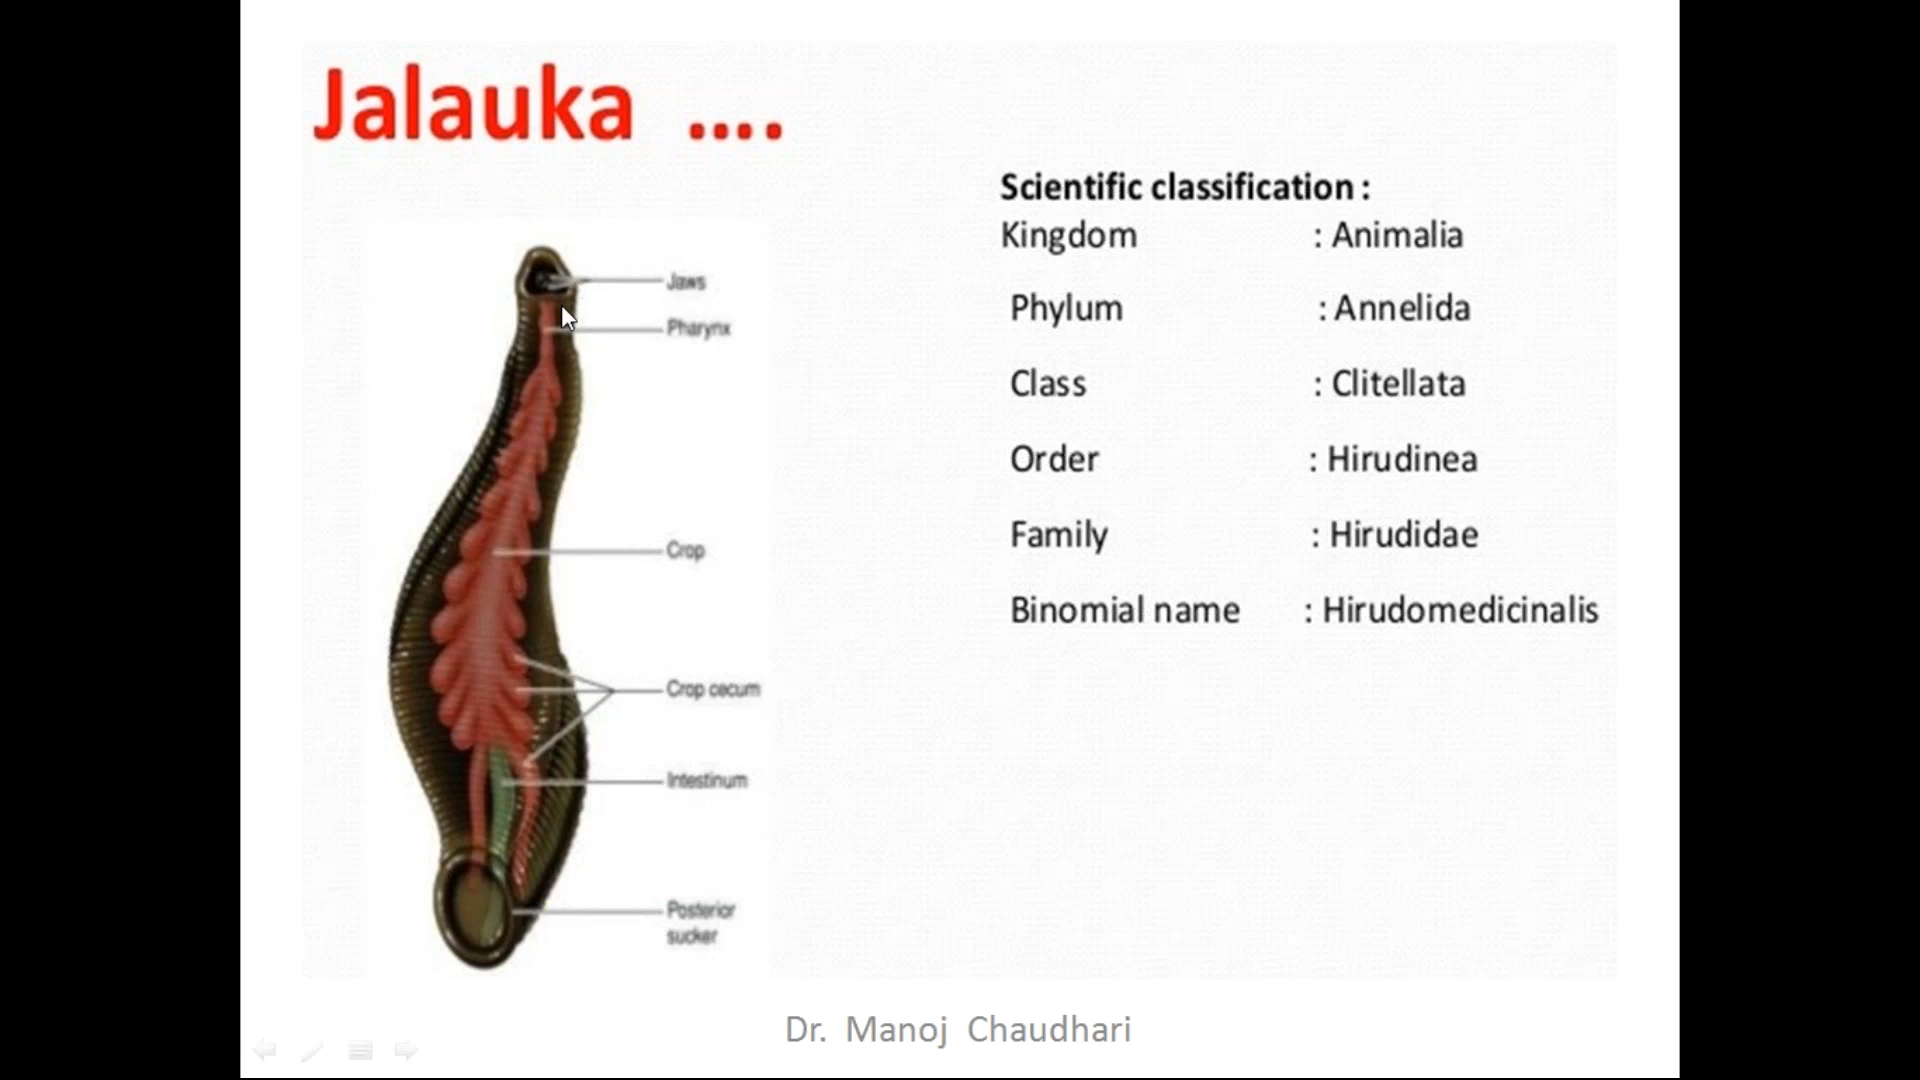 Jalauka ....
Jaws
Pharynx
Crop
Crop cecum
Intestinum
Posterior
sucker
Scientific classification :
Kingdom : Animalia
Phylum : Annelida
Class : Clitellata
Order : Hirudinea
Family : Hirudidae
Binomial name : Hirudomedicinalis
Dr. Manoj Chaudhari